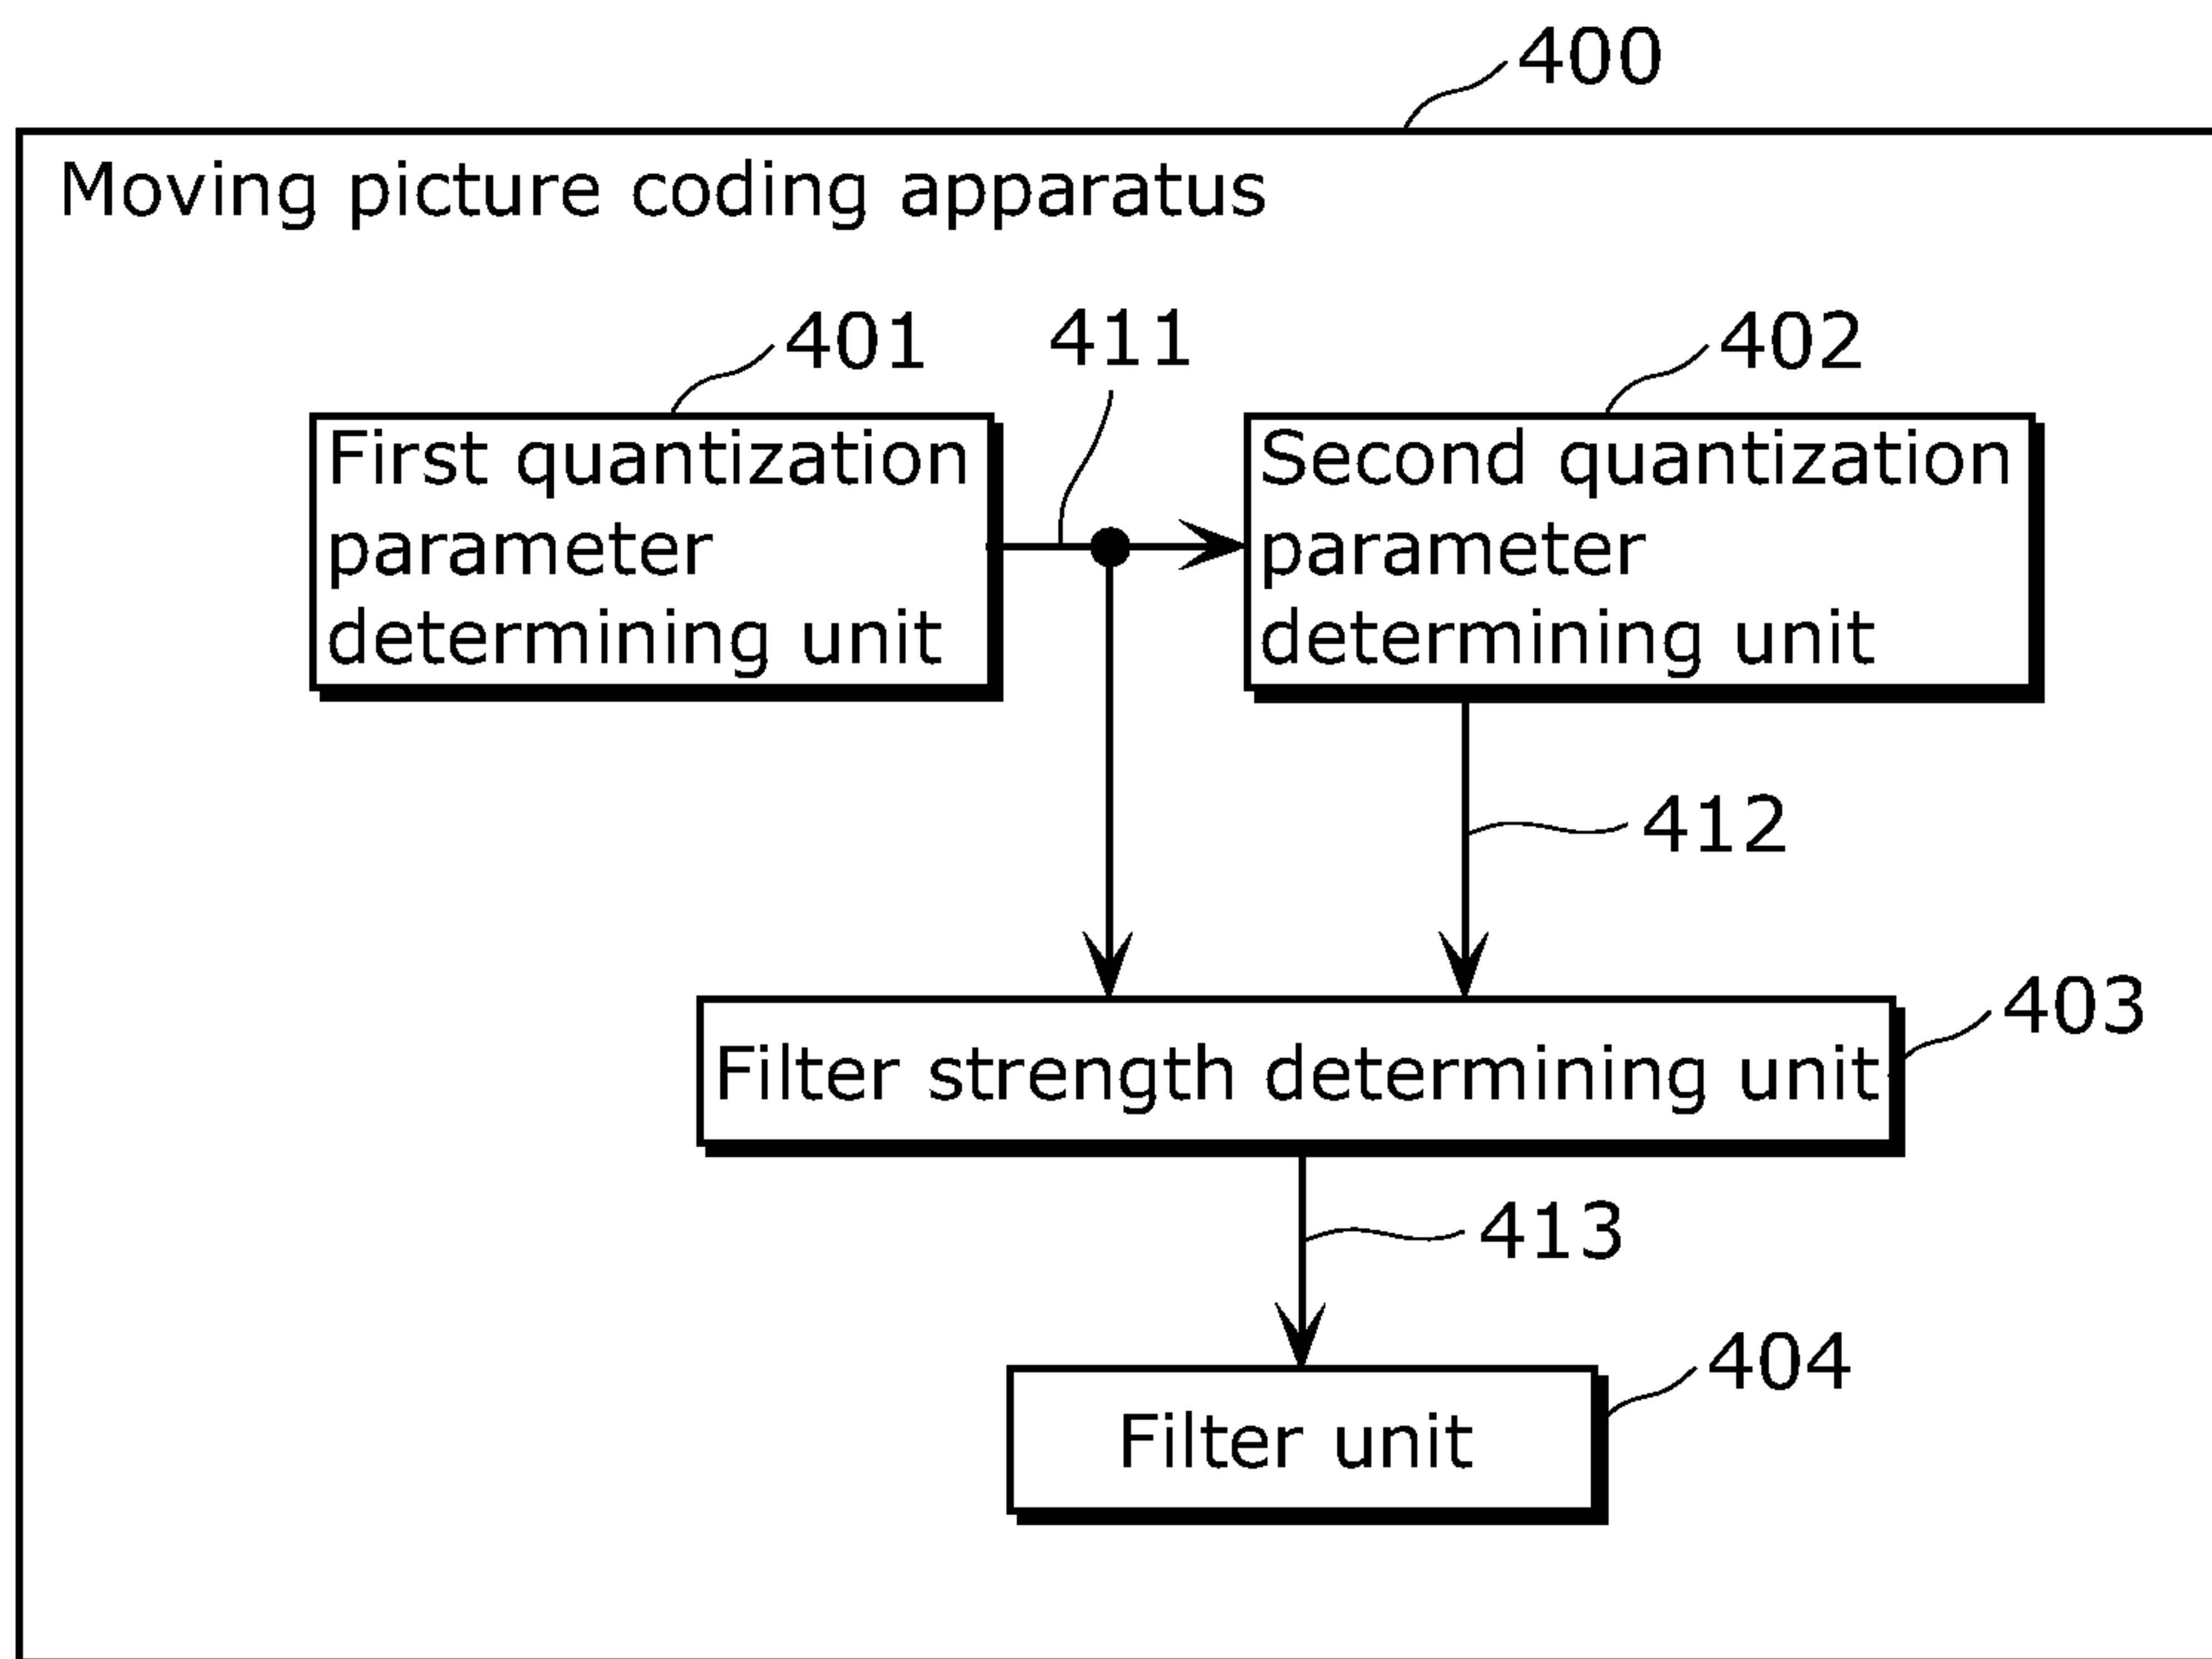 400
Moving picture coding apparatus
401
411
402
First quantization
parameter
determining unit
Second quantization
parameter
determining unit
412
403
Filter strength determining unit
413
404
Filter unit